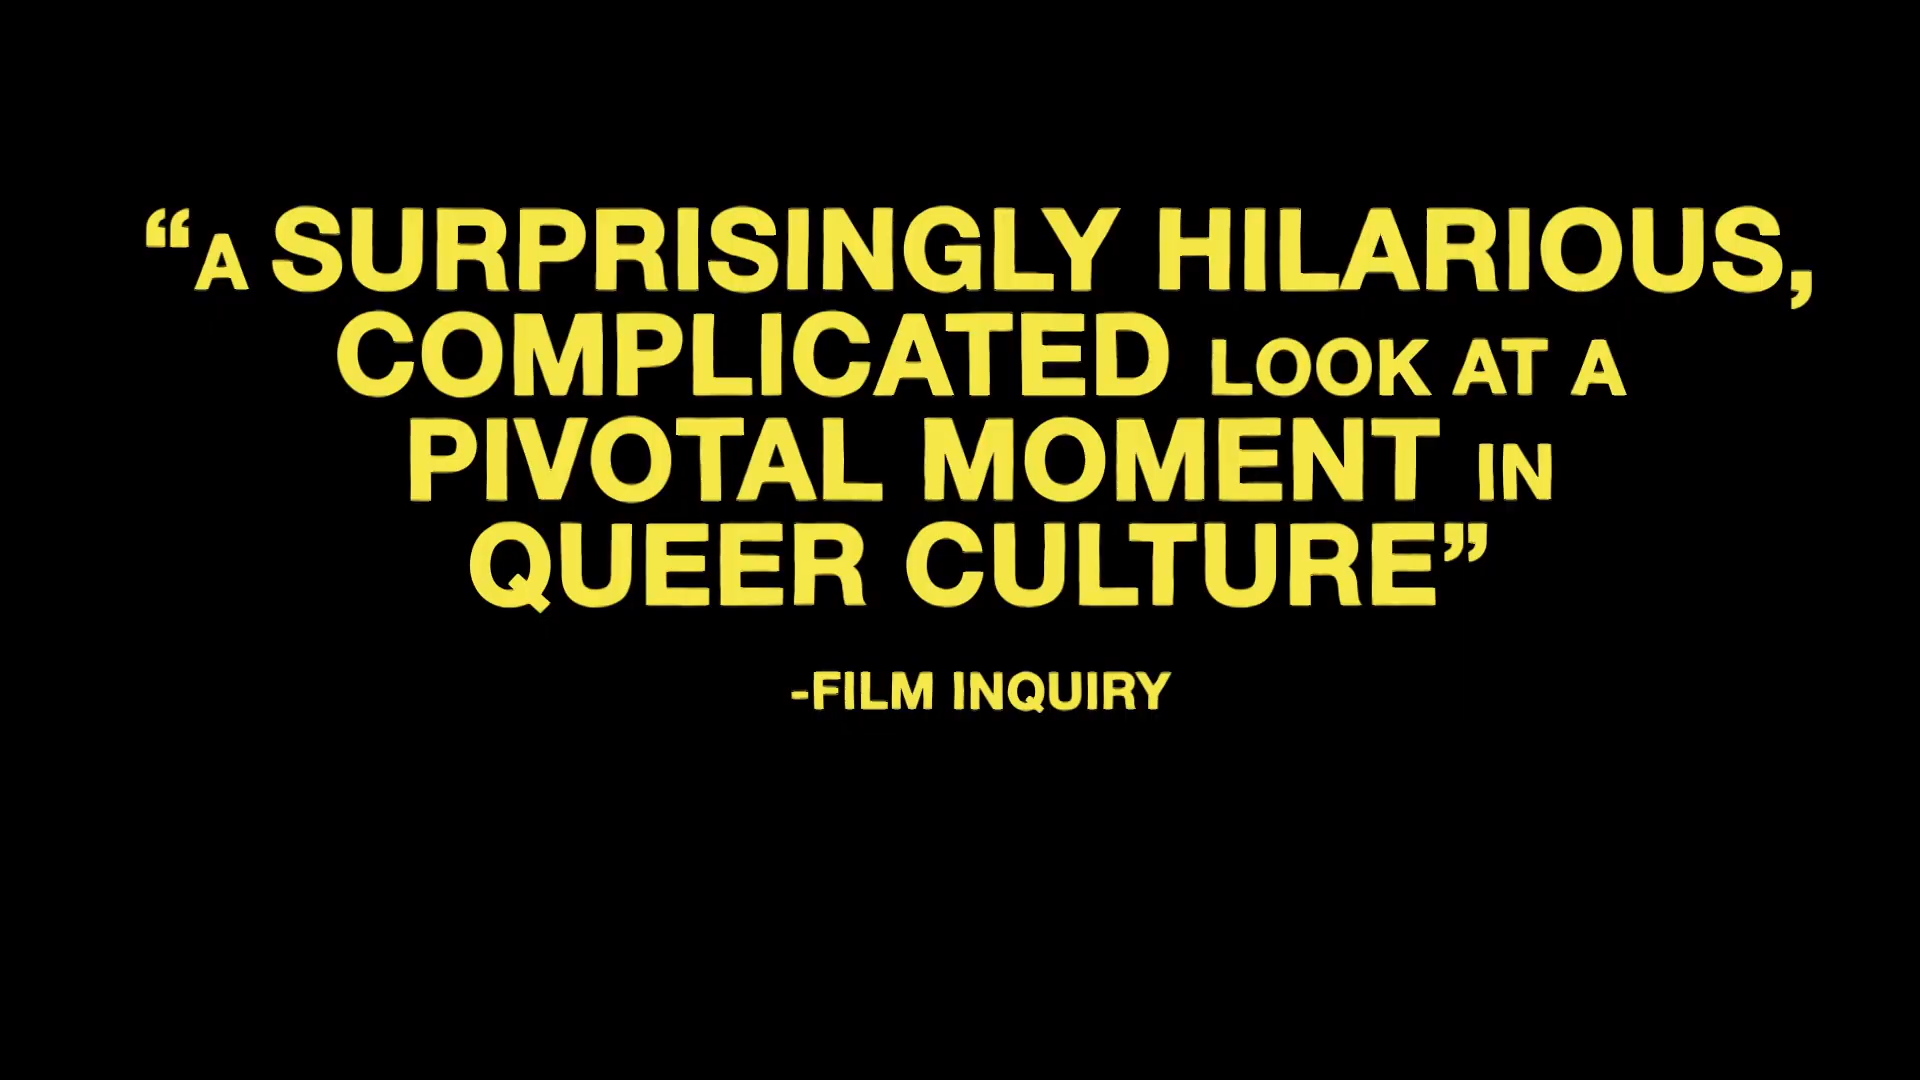 “A SURPRISINGLY HILARIOUS,
COMPLICATED LOOK AT A
PIVOTAL MOMENT IN
QUEER CULTURE”
-FILM INQUIRY